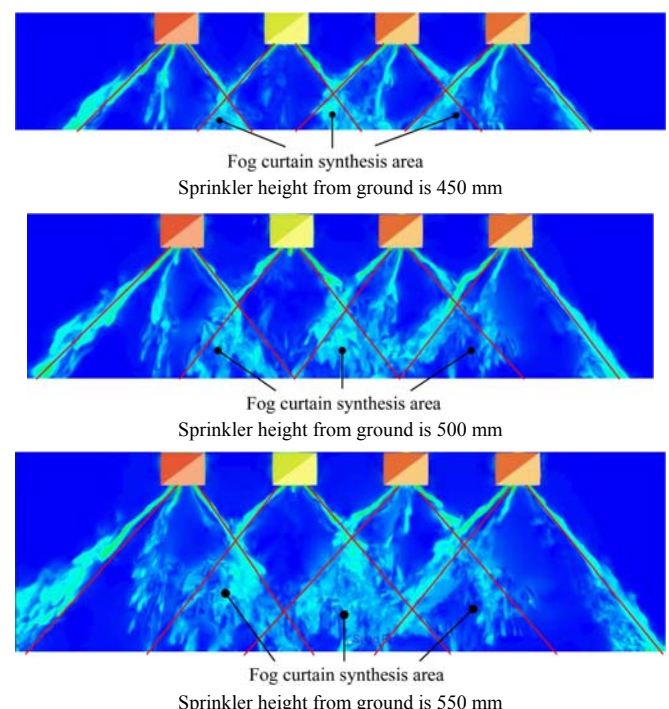 Fog curtain synthesis area
Sprinkler height from ground is 450 mm
Fog curtain synthesis area
Sprinkler height from ground is 500 mm
Fog curtain synthesis area
Sprinkler height from ground is 550 mm